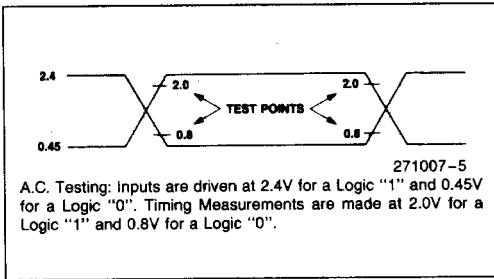 2.4
2.0
2.0
TEST POINTS
0.8
0.8
0.45
271007-5
A.C. Testing: Inputs are driven at 2.4V for a Logic "1" and 0.45V
for a Logic "0". Timing Measurements are made at 2.0V for a
Logic "1" and 0.8V for a Logic "0".